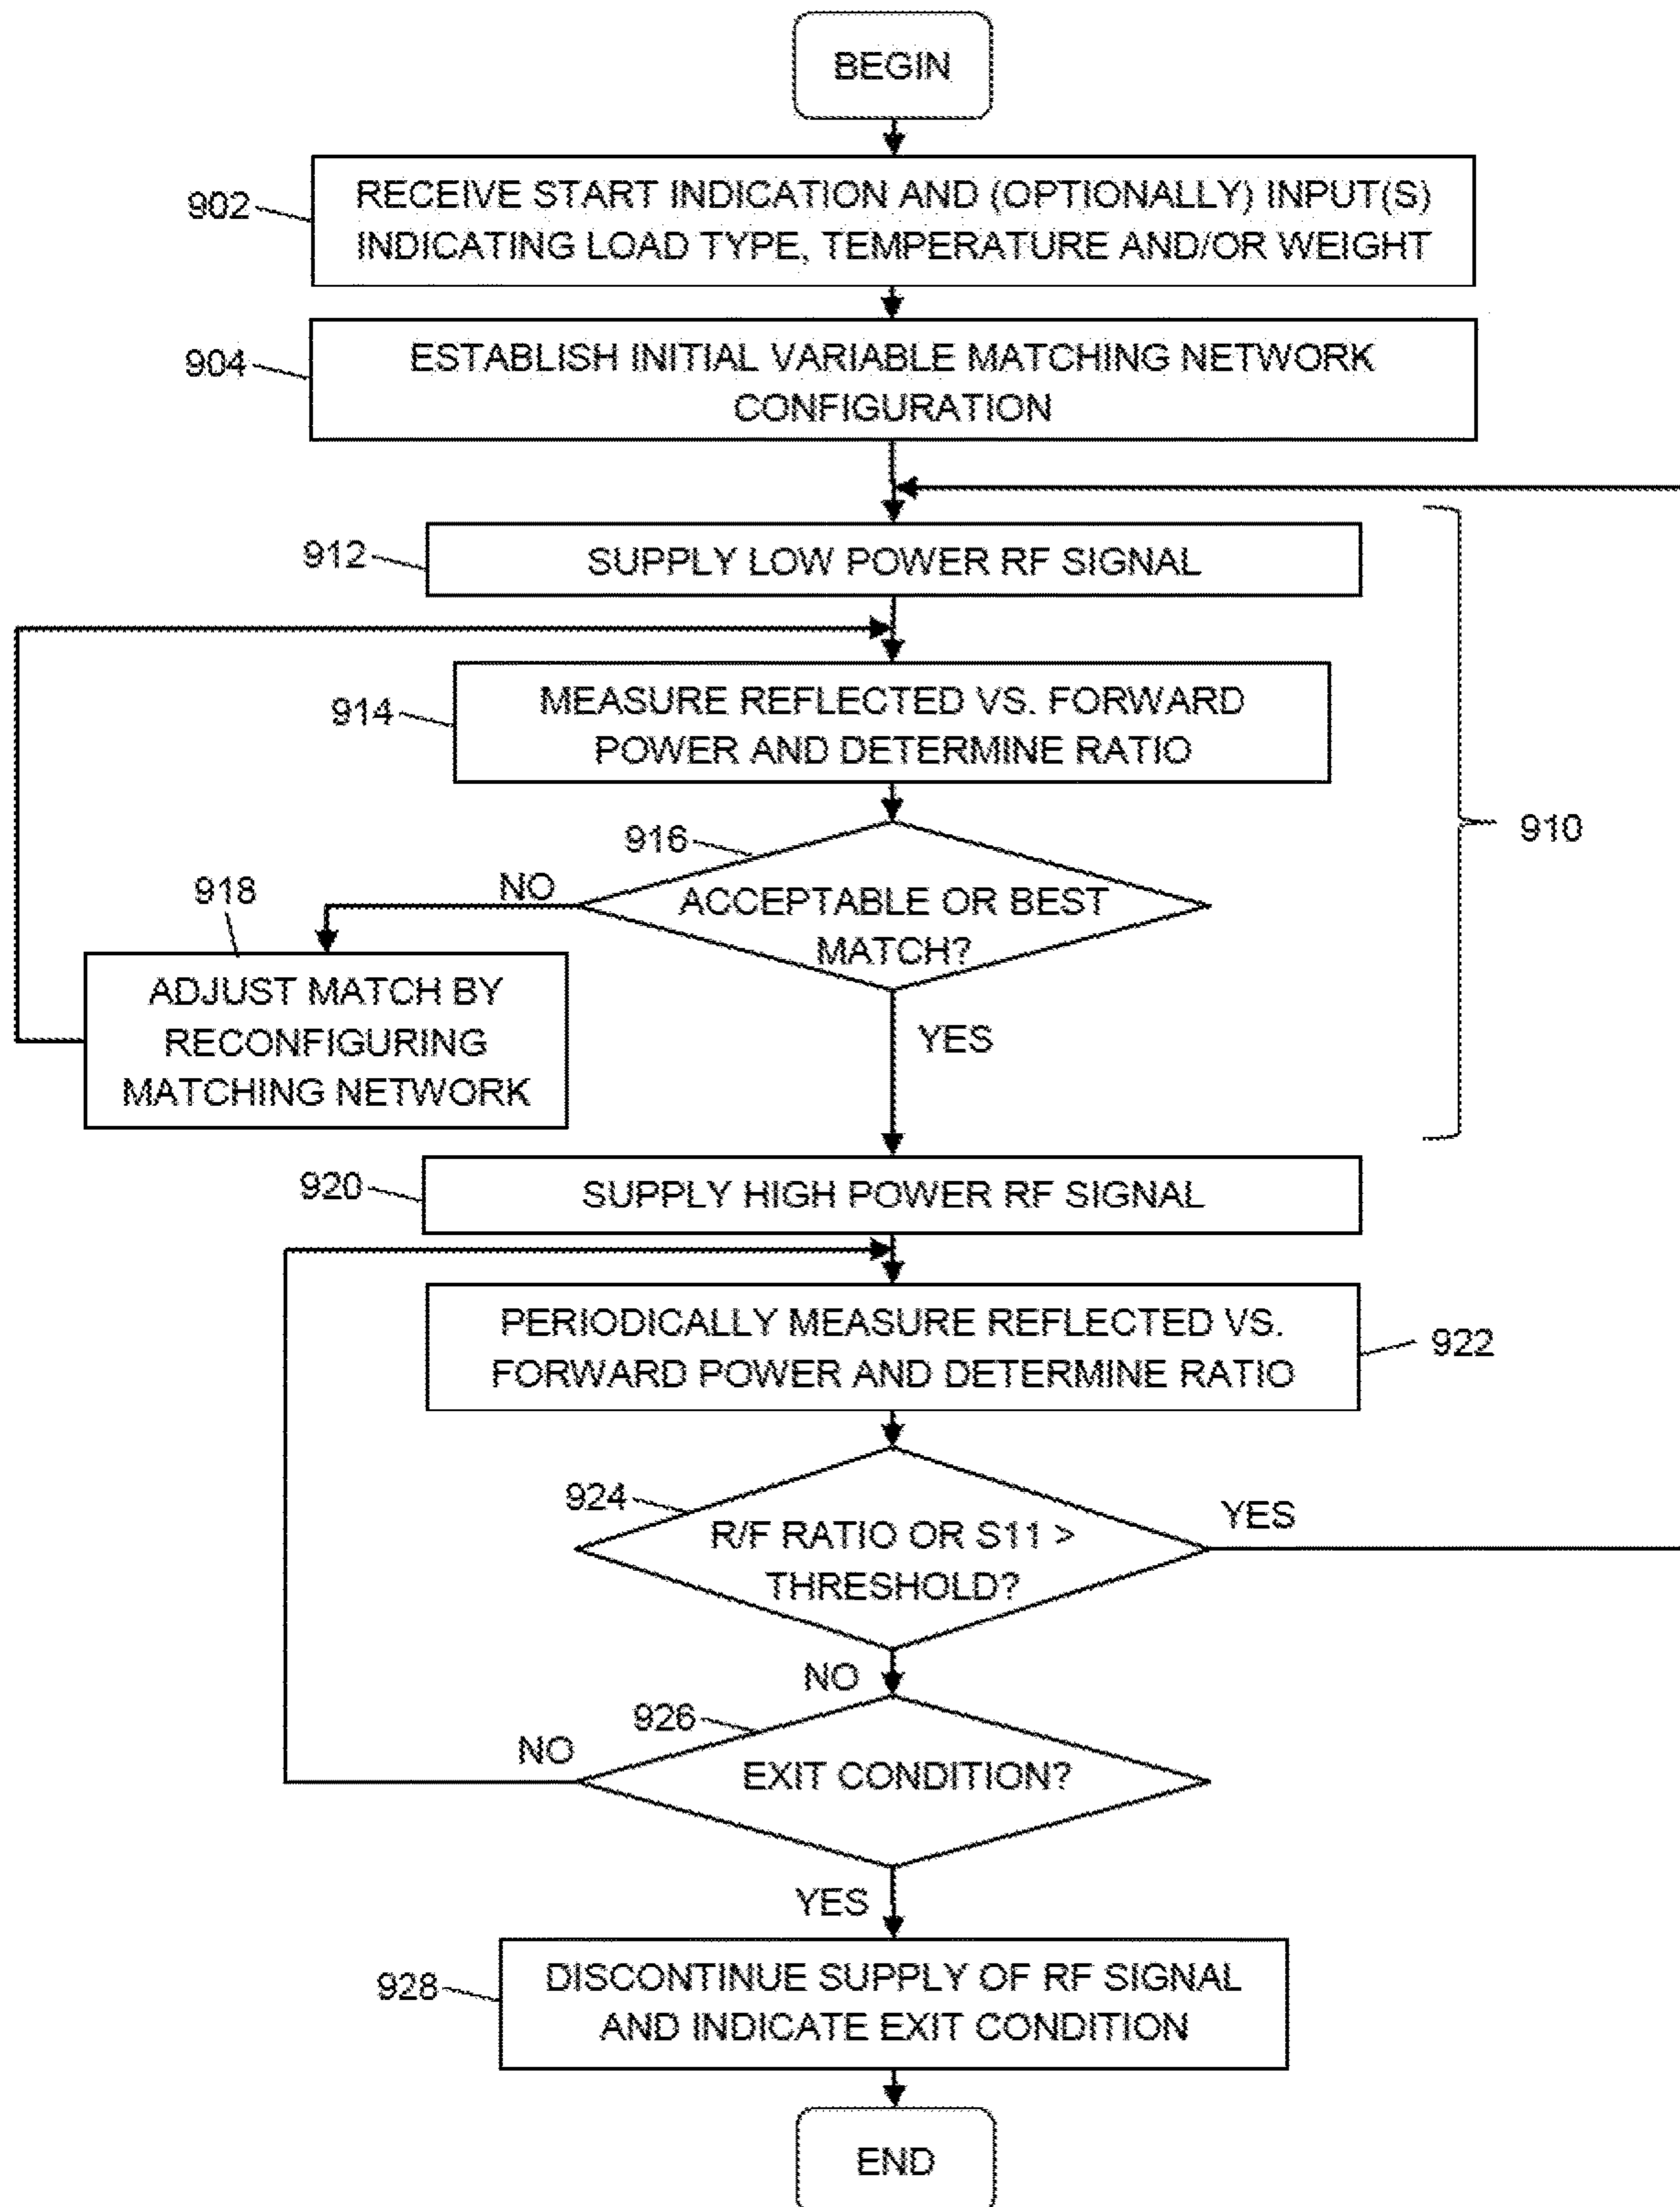 BEGIN
902
RECEIVE START INDICATION AND (OPTIONALLY) INPUT(S)
INDICATING LOAD TYPE, TEMPERATURE AND/OR WEIGHT
904
ESTABLISH INITIAL VARIABLE MATCHING NETWORK
CONFIGURATION
912
SUPPLY LOW POWER RF SIGNAL
914
MEASURE REFLECTED VS. FORWARD
POWER AND DETERMINE RATIO
910
916
NO
ACCEPTABLE OR BEST
MATCH?
918
ADJUST MATCH BY
RECONFIGURING
MATCHING NETWORK
YES
920
SUPPLY HIGH POWER RF SIGNAL
PERIODICALLY MEASURE REFLECTED VS.
FORWARD POWER AND DETERMINE RATIO
922
924
YES
R/F RATIO OR S11 >
THRESHOLD?
NO
926
NO
EXIT CONDITION?
YES
928
DISCONTINUE SUPPLY OF RF SIGNAL
AND INDICATE EXIT CONDITION
END